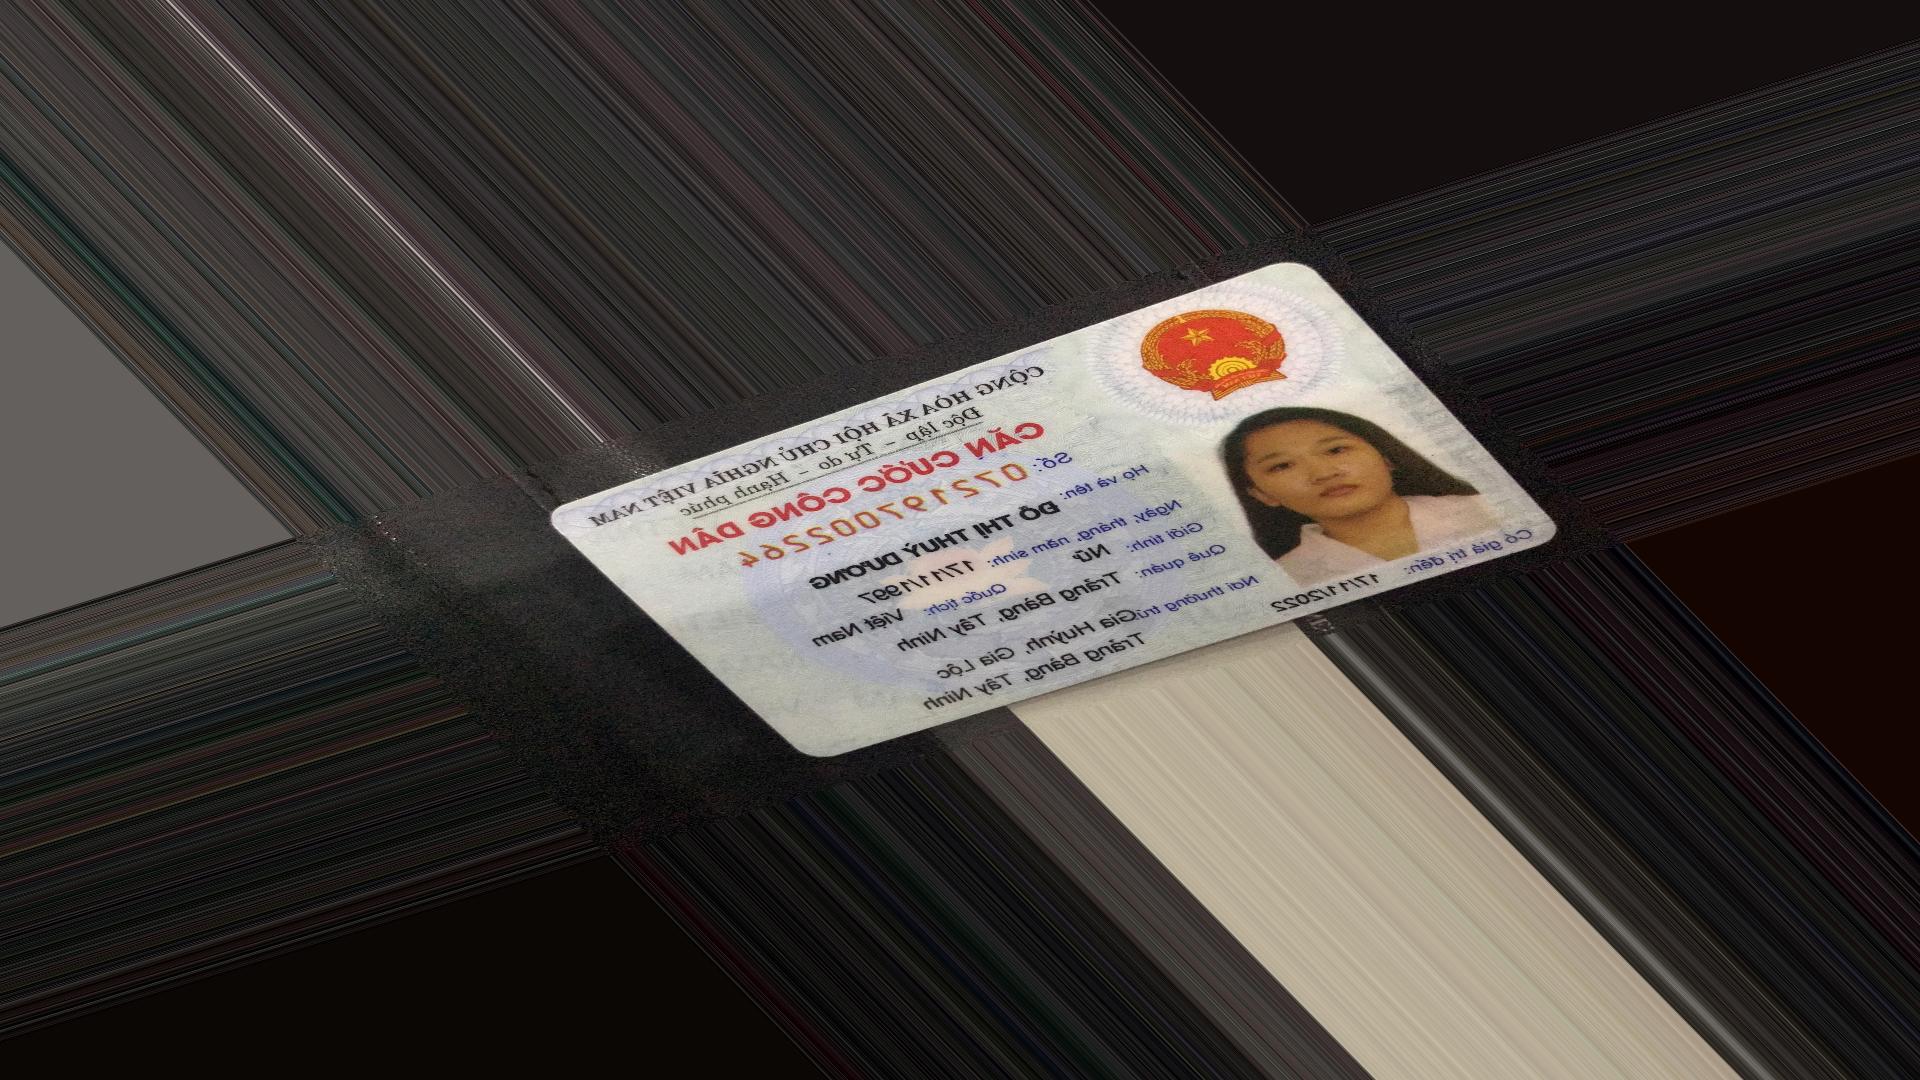 CỘNG HÒA XÃ HỘI CHỦ NGHĨA VIỆT NAM
Độc lập – Tự do – Hạnh phúc
CĂN CƯỚC CÔNG DÂN
Số: 072197002264
Họ và tên: ĐỖ THỊ THUỲ DƯƠNG
Ngày, tháng, năm sinh: 17/11/1997
Giới tính: Nữ Quốc tịch: Việt Nam
Quê quán: Trảng Bàng, Tây Ninh
Nơi thường trú: Gia Huỳnh, Gia Lộc
Trảng Bàng, Tây Ninh
Có giá trị đến: 17/11/2022